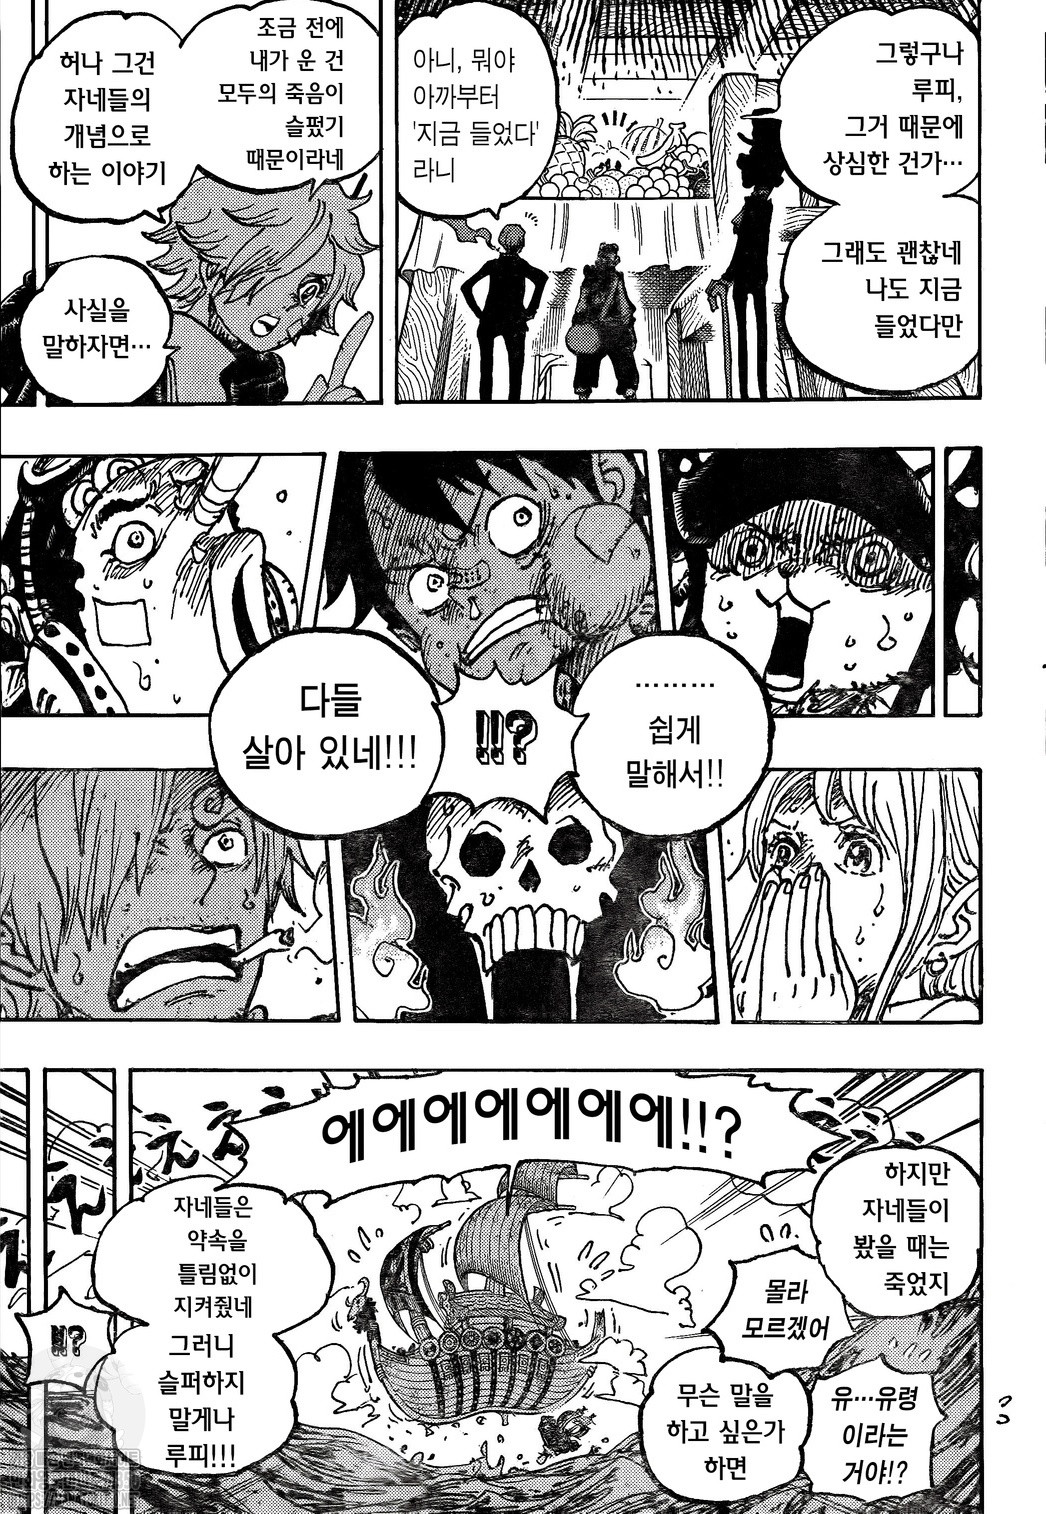 그렇구나
루피,
그거 때문에
상심한 건가…
그래도 괜찮네
나도 지금
들었다만
아니, 뭐야
아까부터
'지금 들었다'
라니
조금 전에
내가 운 건
모두의 죽음이
슬펐기
때문이라네
허나 그건
자네들의
개념으로
하는 이야기
사실을
말하자면…
………
쉽게
말해서!!
!!?
다들
살아 있네!!!
에에에에에에에!!?
하지만
자네들이
봤을 때는
죽었지
몰라
모르겠어
유…유령
이라는
거야!?
무슨 말을
하고 싶은가
하면
자네들은
약속을
틀림없이
지켜줬네
그러니
슬퍼하지
말게나
루피!!!
!!?